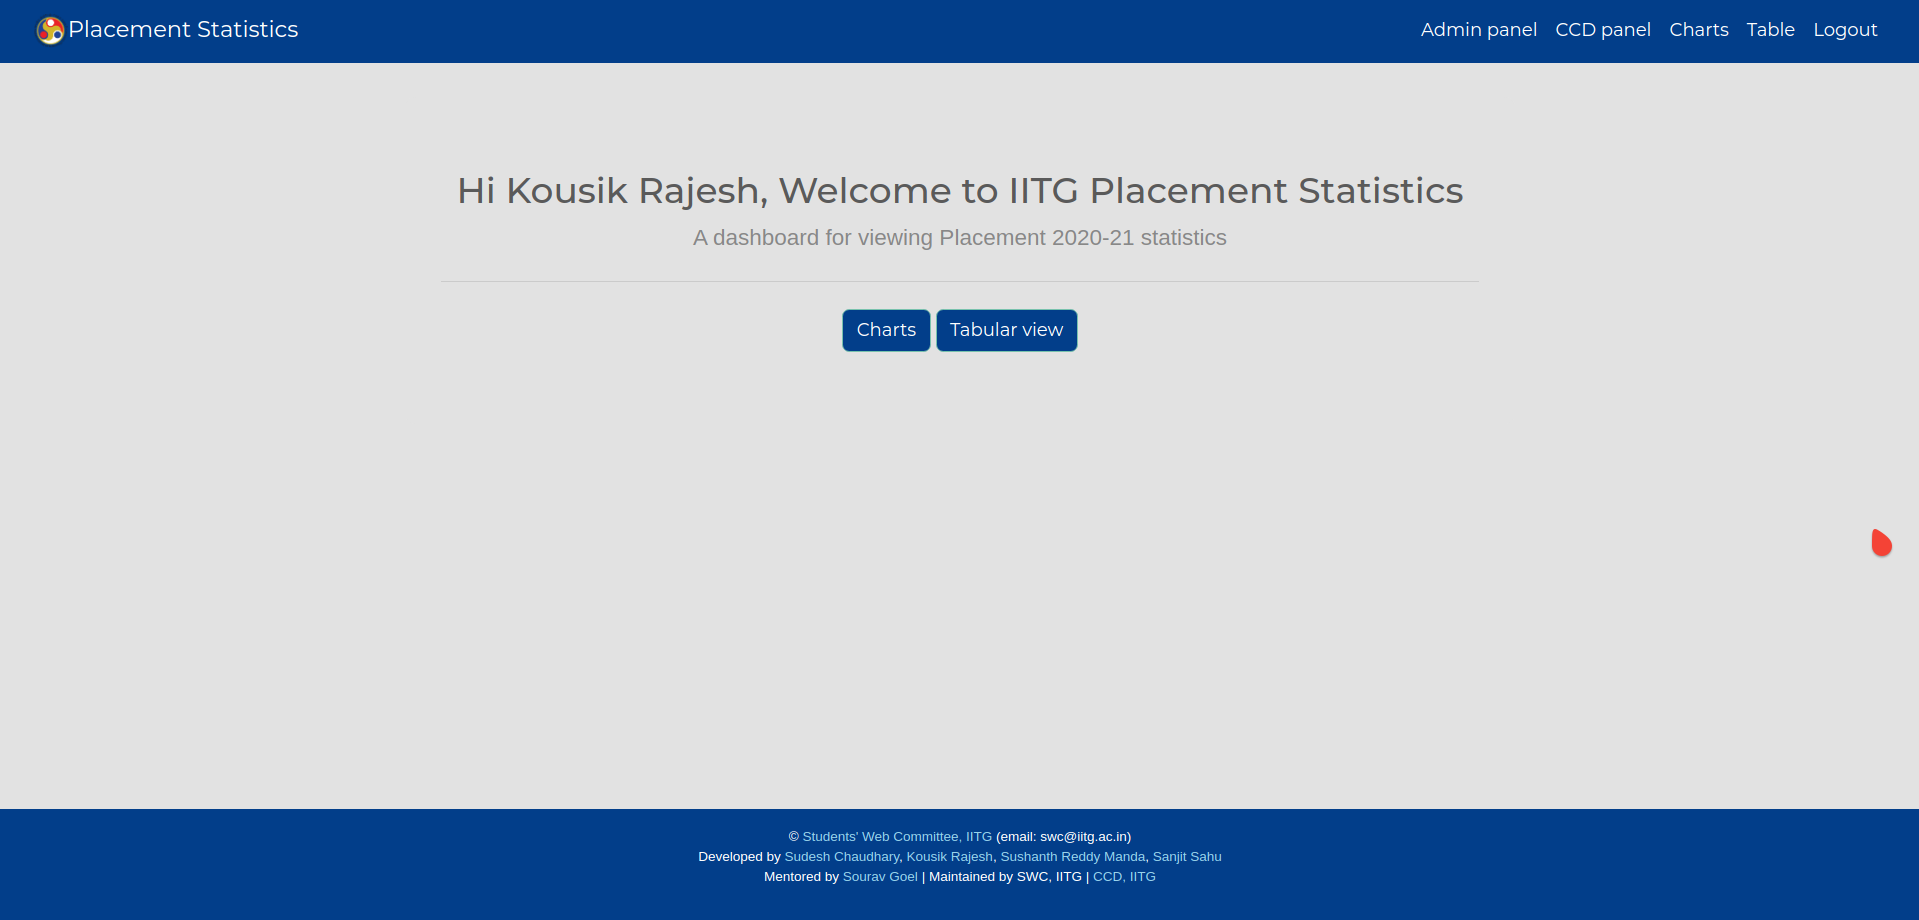 Placement Statistics
Admin panel CCD panel Charts Table Logout
Hi Kousik Rajesh, Welcome to IITG Placement Statistics
A dashboard for viewing Placement 2020-21 statistics
Charts Tabular view
© Students' Web Committee, IITG (email: swc@iitg.ac.in)
Developed by Sudesh Chaudhary, Kousik Rajesh, Sushanth Reddy Manda, Sanjit Sahu
Mentored by Sourav Goel | Maintained by SWC, IITG | CCD, IITG